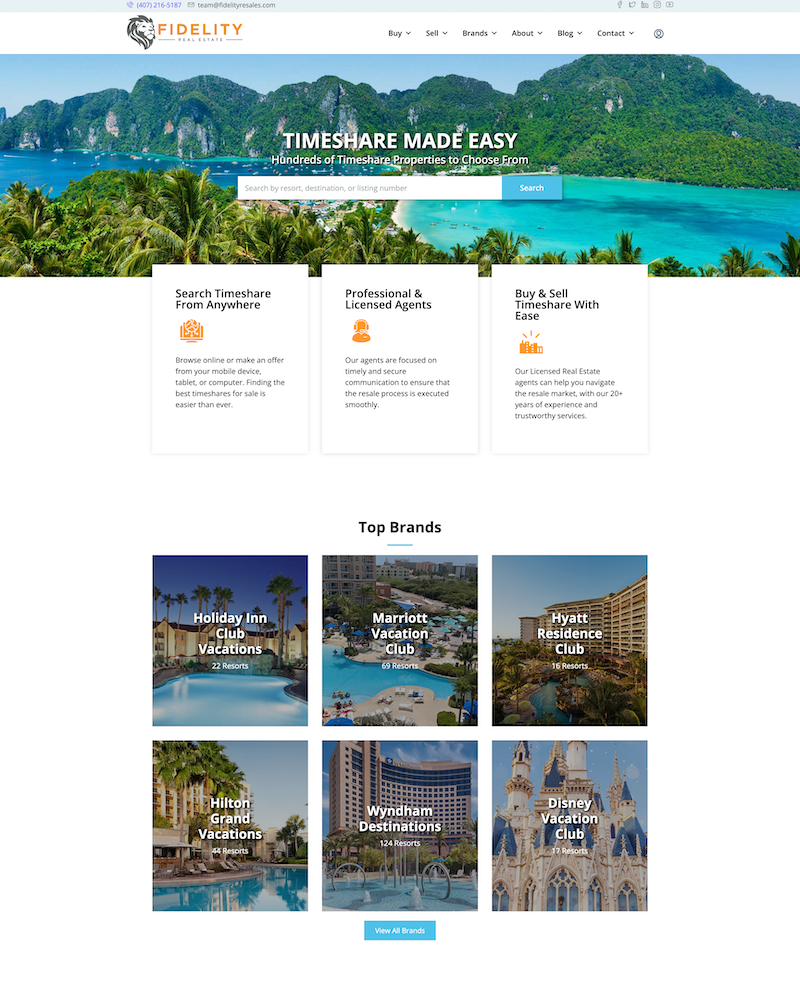 (407) 216-5187 team@fidelityresales.com
FIDELITY
REAL ESTATE
Buy Sell Brands About Blog Contact
TIMESHARE MADE EASY
Hundreds of Timeshare Properties to Choose From
Search by resort, destination, or listing number Search
Search Timeshare
From Anywhere
Browse online or make an offer
from your mobile device,
tablet, or computer. Finding the
best timeshares for sale is
easier than ever.
Professional &
Licensed Agents
Our agents are focused on
timely and secure
communication to ensure that
the resale process is executed
smoothly.
Buy & Sell
Timeshare With
Ease
Our Licensed Real Estate
agents can help you navigate
the resale market, with our 20+
years of experience and
trustworthy services.
Top Brands
Holiday Inn
Club
Vacations
22 Resorts
Marriott
Vacation
Club
69 Resorts
Hyatt
Residence
Club
16 Resorts
Hilton
Grand
Vacations
44 Resorts
Wyndham
Destinations
124 Resorts
Disney
Vacation
Club
17 Resorts
View All Brands